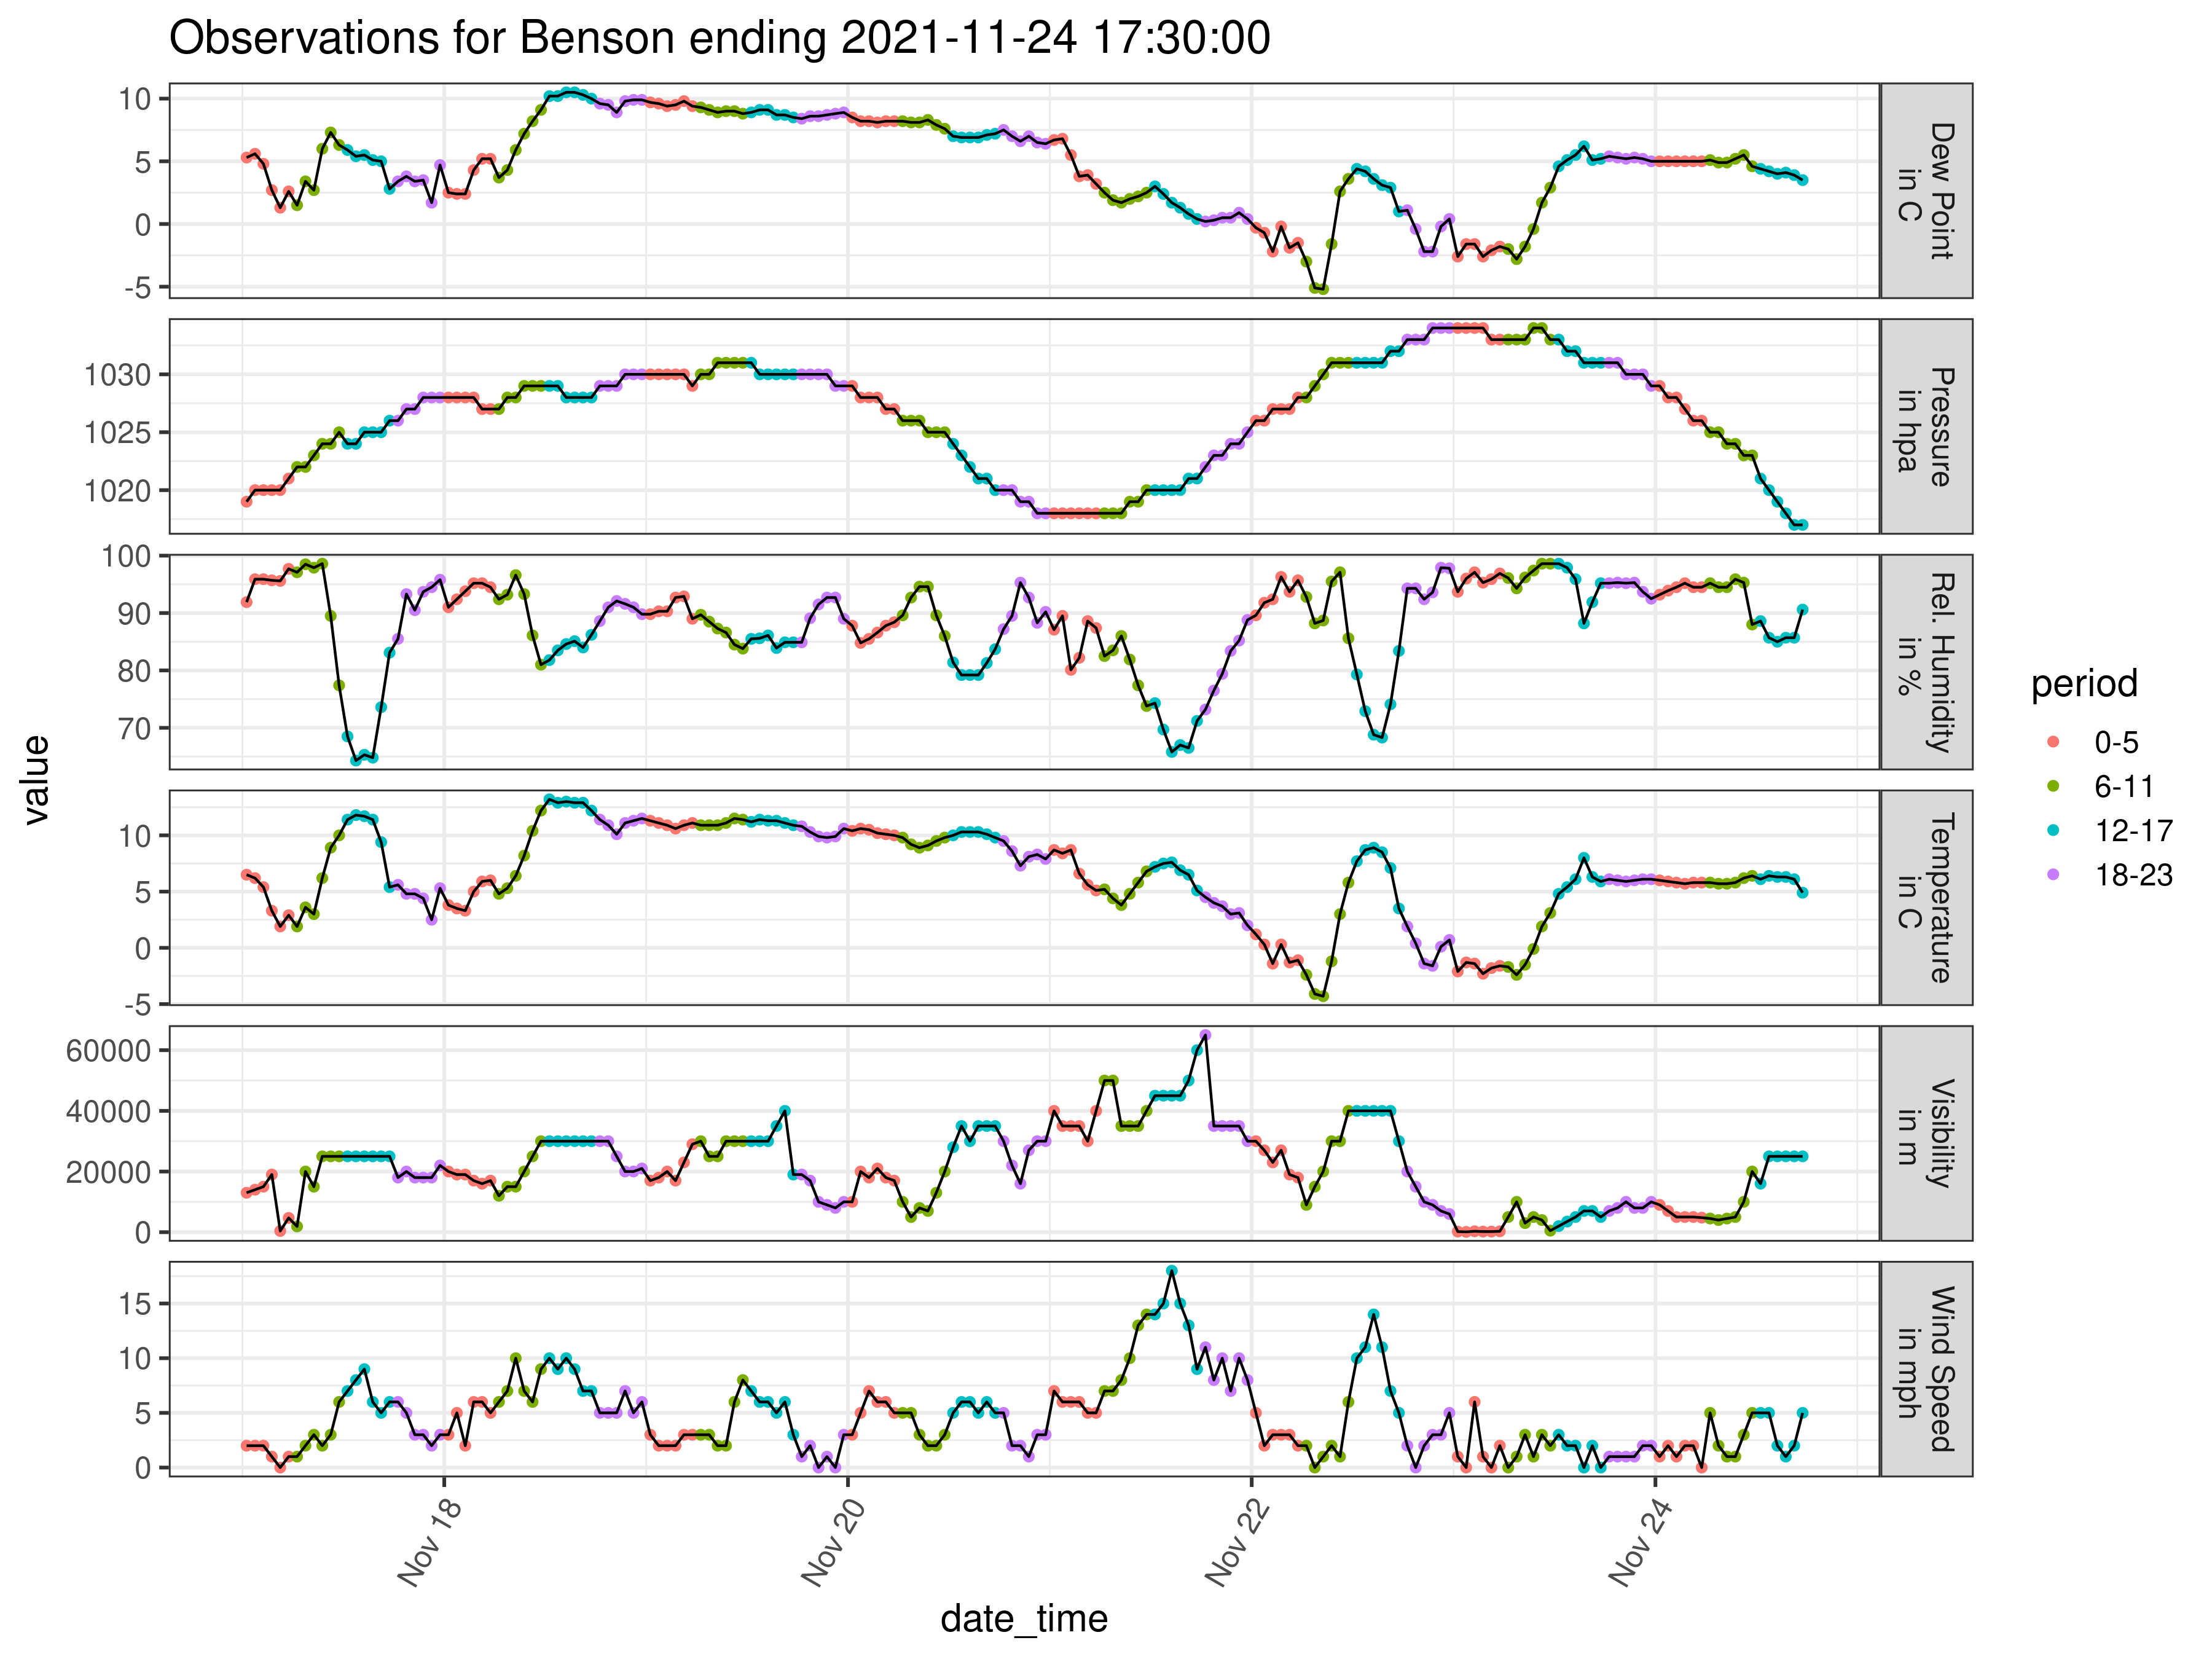 Observations for Benson ending 2021-11-24 17:30:00
10
5
0
-5
Dew Point
in C
1030
1025
1020
Pressure
in hpa
100
90
80
70
Rel. Humidity
in %
10
5
0
-5
Temperature
in C
60000
40000
20000
0
Visibility
in m
15
10
5
0
Wind Speed
in mph
value
Nov 18
Nov 20
Nov 22
Nov 24
date_time
period
0-5
6-11
12-17
18-23